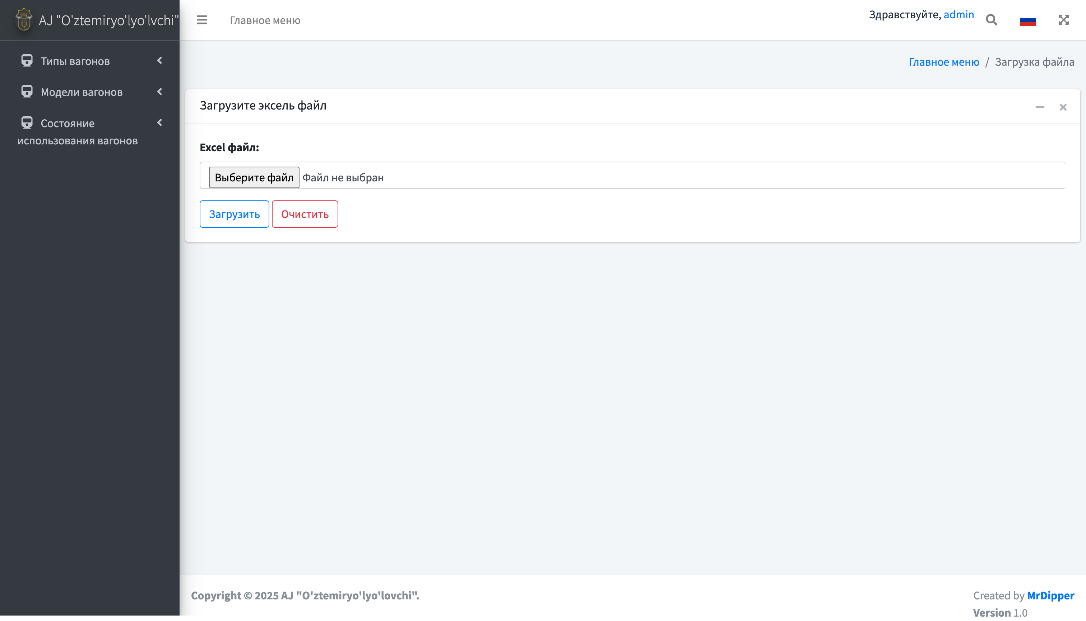 AJ "O'ztemiryo'lyo'lvchi"
Главное меню
Здравствуйте, admin
Типы вагонов
Модели вагонов
Состояние
использования вагонов
Главное меню / Загрузка файла
Загрузите эксель файл
Excel файл:
Выберите файл Файл не выбран
Загрузить Очистить
Copyright © 2025 AJ "O'ztemiryo'lyo'lovchi".
Created by MrDipper
Version 1.0